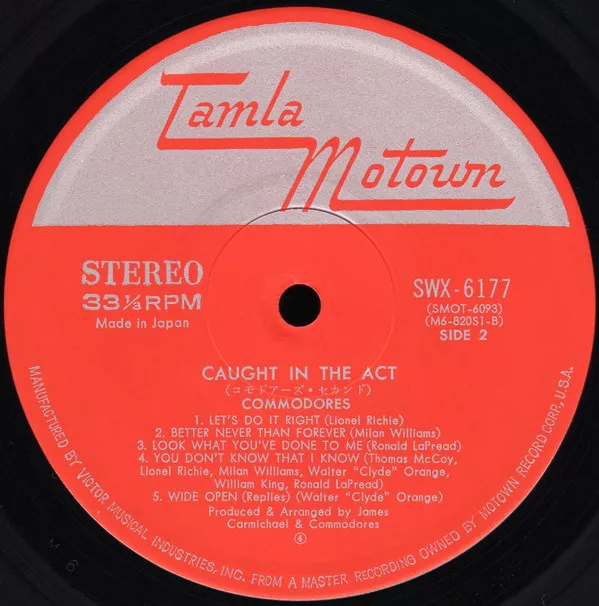 Tamla
Motown
STEREO
33⅓RPM
Made in Japan
SWX-6177
(SMOT-6093)
(M6-820S1-B)
SIDE 2
CAUGHT IN THE ACT
(コモドアーズ・セカンド)
COMMODORES
1. LET'S DO IT RIGHT (Lionel Richie)
2. BETTER NEVER THAN FOREVER (Milan Williams)
3. LOOK WHAT YOU'VE DONE TO ME (Ronald LaPread)
4. YOU DON'T KNOW THAT I KNOW (Thomas McCoy,
Lionel Richie, Milan Williams, Walter "Clyde" Orange,
William King, Ronald LaPread)
5. WIDE OPEN (Replies) (Walter "Clyde" Orange)
Produced & Arranged by James
Carmichael & Commodores
④
MANUFACTURED BY VICTOR MUSICAL INDUSTRIES, INC. FROM A MASTER RECORDING OWNED BY MOTOWN RECORD CORP., U.S.A.
M 6